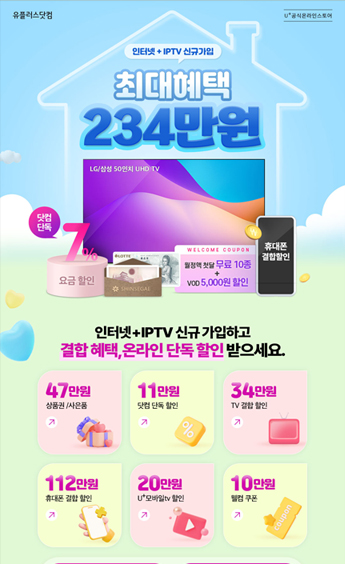 유플러스닷컴
U⁺공식온라인스토어
인터넷 + IPTV 신규가입
최대혜택
234만원
LG/삼성 50인치 UHD TV
닷컴
단독
7%
요금 할인
LOTTE
SHINSEGAE
WELCOME COUPON
월정액 첫달 무료 10종
+
VOD 5,000원 할인
휴대폰
결합할인
인터넷+IPTV 신규 가입하고
결합 혜택,온라인 단독 할인 받으세요.
47만원
상품권 /사은품
11만원
닷컴 단독 할인
34만원
TV 결합 할인
112만원
휴대폰 결합 할인
20만원
U⁺모바일tv 할인
10만원
웰컴 쿠폰
coupon